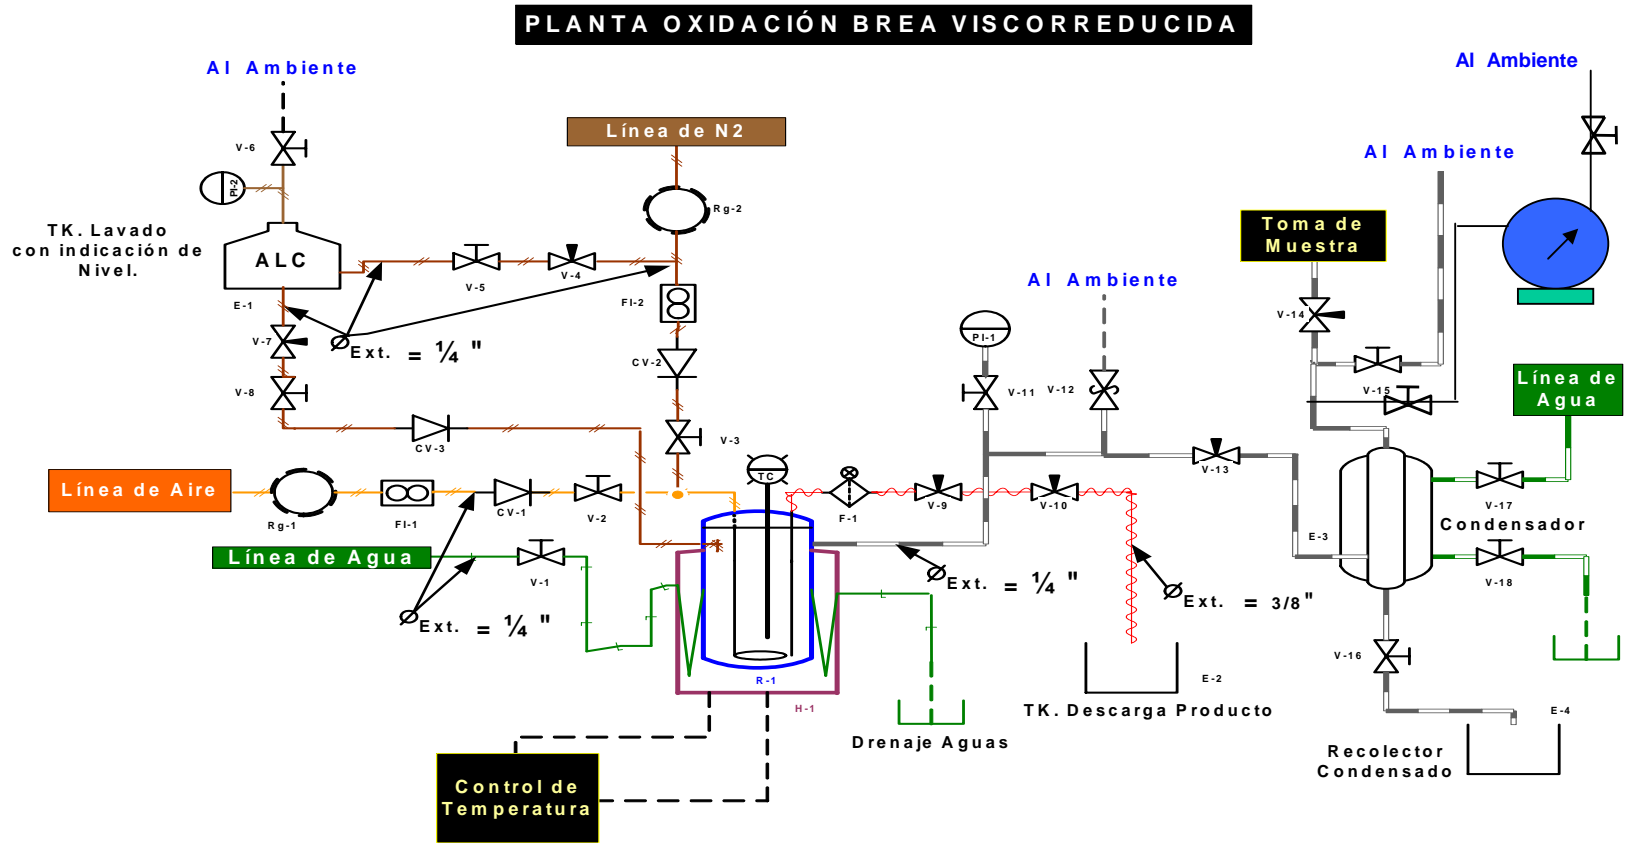 PLANTA OXIDACIÓN BREA VISCORREDUCIDA
Al Ambiente
Al Ambiente
Línea de N2
V-6
Al Ambiente
PI-2
Rg-2
TK. Lavado
con indicación de
Nivel.
ALC
Toma de
Muestra
V-5
V-4
Al Ambiente
E-1
FI-2
V-14
V-7
Ext. = ¼ "
CV-2
PI-1
V-8
V-11
V-12
V-15
Línea de
Agua
CV-3
V-3
V-13
Línea de Aire
TC
Rg-1
FI-1
CV-1
V-2
F-1
V-9
V-10
V-17
Condensador
Línea de Agua
V-1
E-3
V-18
Ext. = ¼ "
Ext. = ¼ "
Ext. = 3/8"
V-16
R-1
E-2
H-1
TK. Descarga Producto
E-4
Drenaje Aguas
Recolector
Condensado
Control de
Temperatura